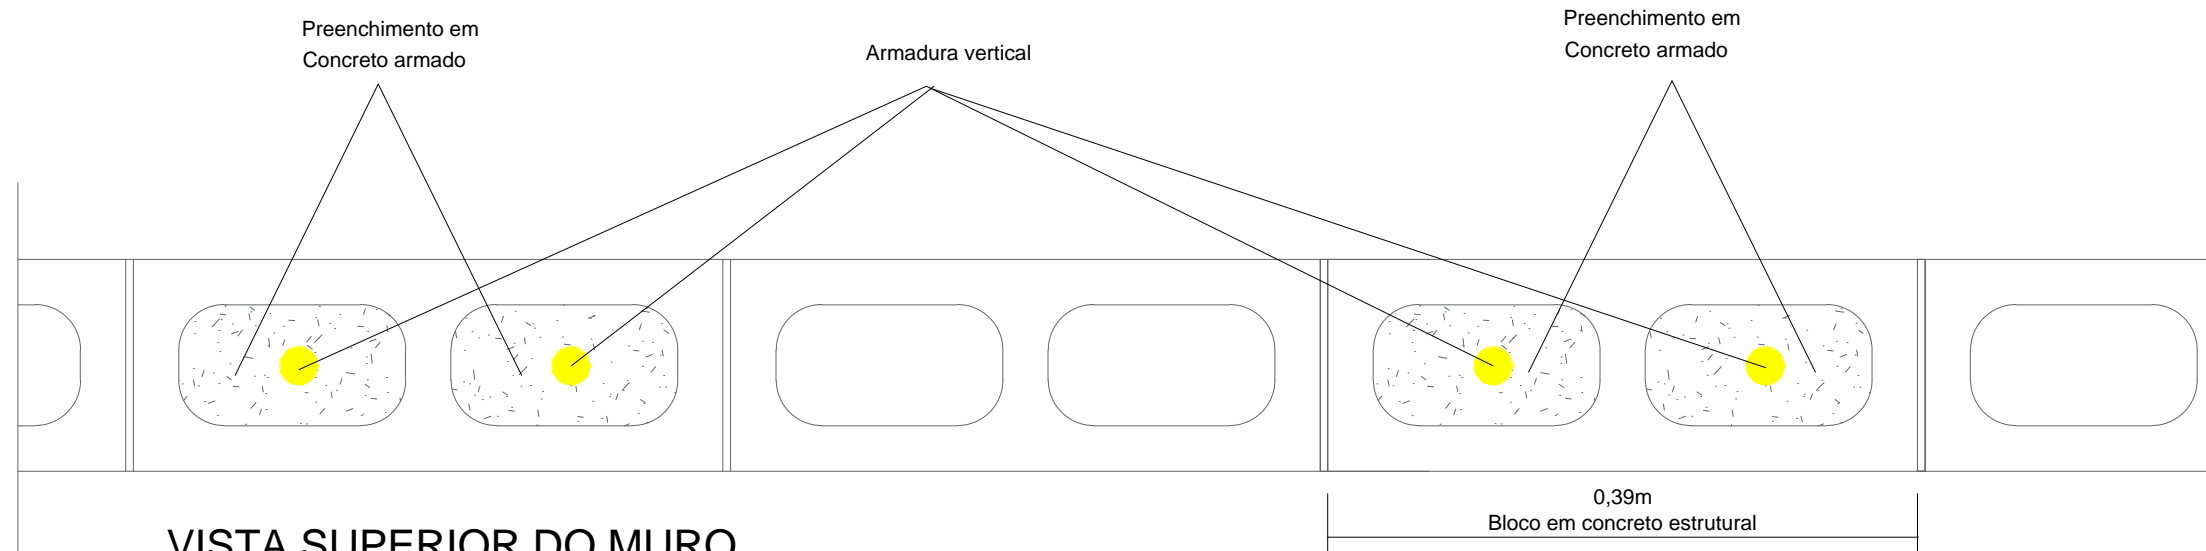 Preenchimento em
Concreto armado
Armadura vertical
Preenchimento em
Concreto armado
0,39m
Bloco em concreto estrutural
VISTA SUPERIOR DO MURO